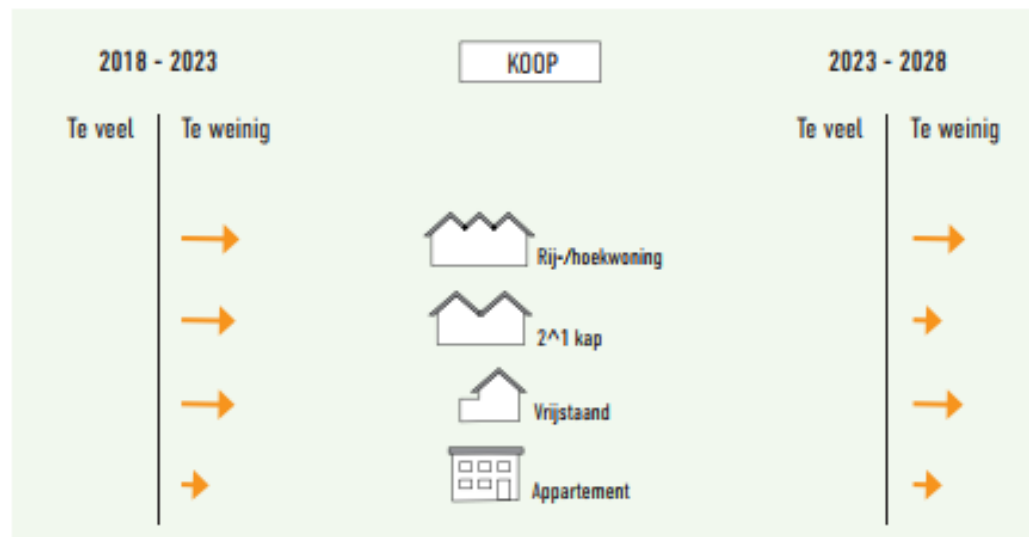 2018 - 2023
KOOP
2023 - 2028
Te veel
Te weinig
Te veel
Te weinig
Rij-/hoekwoning
2^1 kap
Vrijstaand
Appartement